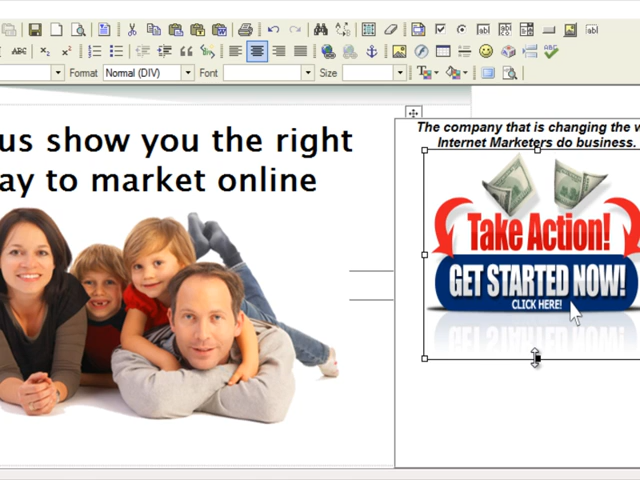 Format Normal (DIV) Font Size
us show you the right
ay to market online
The company that is changing the w
Internet Marketers do business.
Take Action!
GET STARTED NOW!
CLICK HERE!